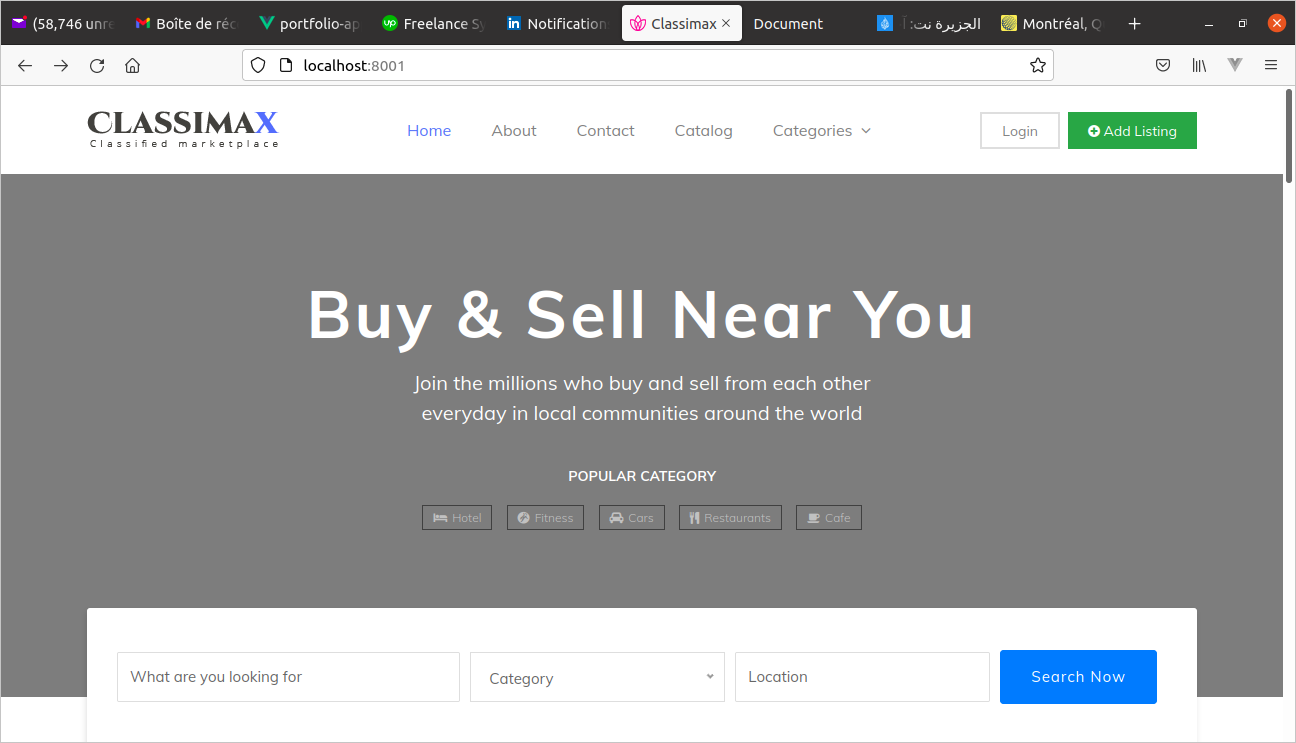 (58,746 unre
Boîte de réc
portfolio-ap
Freelance Sy
Notification
Classimax
Document
الجزيرة نت:
Montréal, Q
localhost:8001
CLASSIMAX
Classified marketplace
Home
About
Contact
Catalog
Categories
Login
Add Listing
Buy & Sell Near You
Join the millions who buy and sell from each other
everyday in local communities around the world
POPULAR CATEGORY
Hotel
Fitness
Cars
Restaurants
Cafe
What are you looking for
Category
Location
Search Now